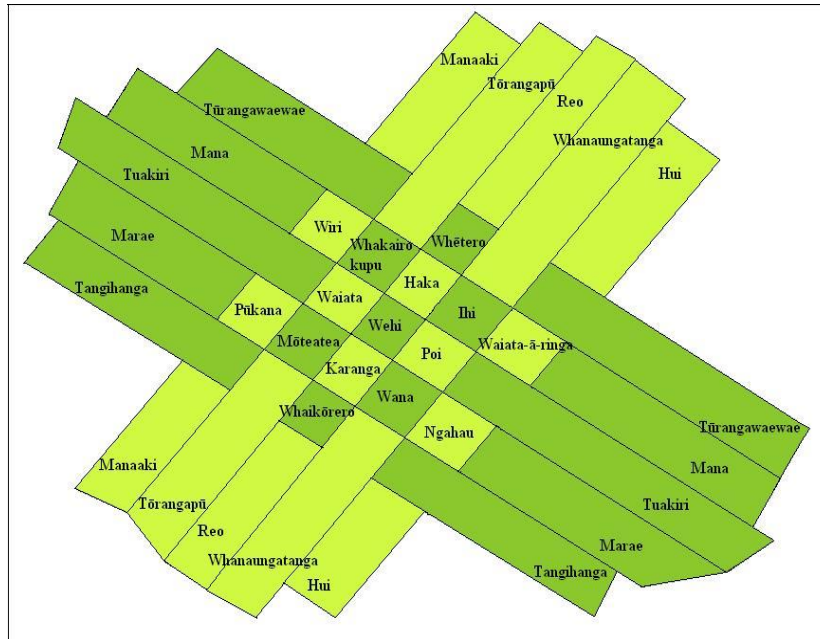 Manaaki
Tōrangapū
Reo
Tūrangawaewae
Whanaungatanga
Mana
Tuakiri
Hui
Wiri
Marae
Whakairo
kupu
Whētero
Tangihanga
Haka
Waiata
Pūkana
Ihi
Wehi
Mōteatea
Waiata-ā-ringa
Poi
Karanga
Wana
Whaikōrero
Tūrangawaewae
Ngahau
Manaaki
Mana
Tōrangapū
Tuakiri
Reo
Marae
Whanaungatanga
Tangihanga
Hui